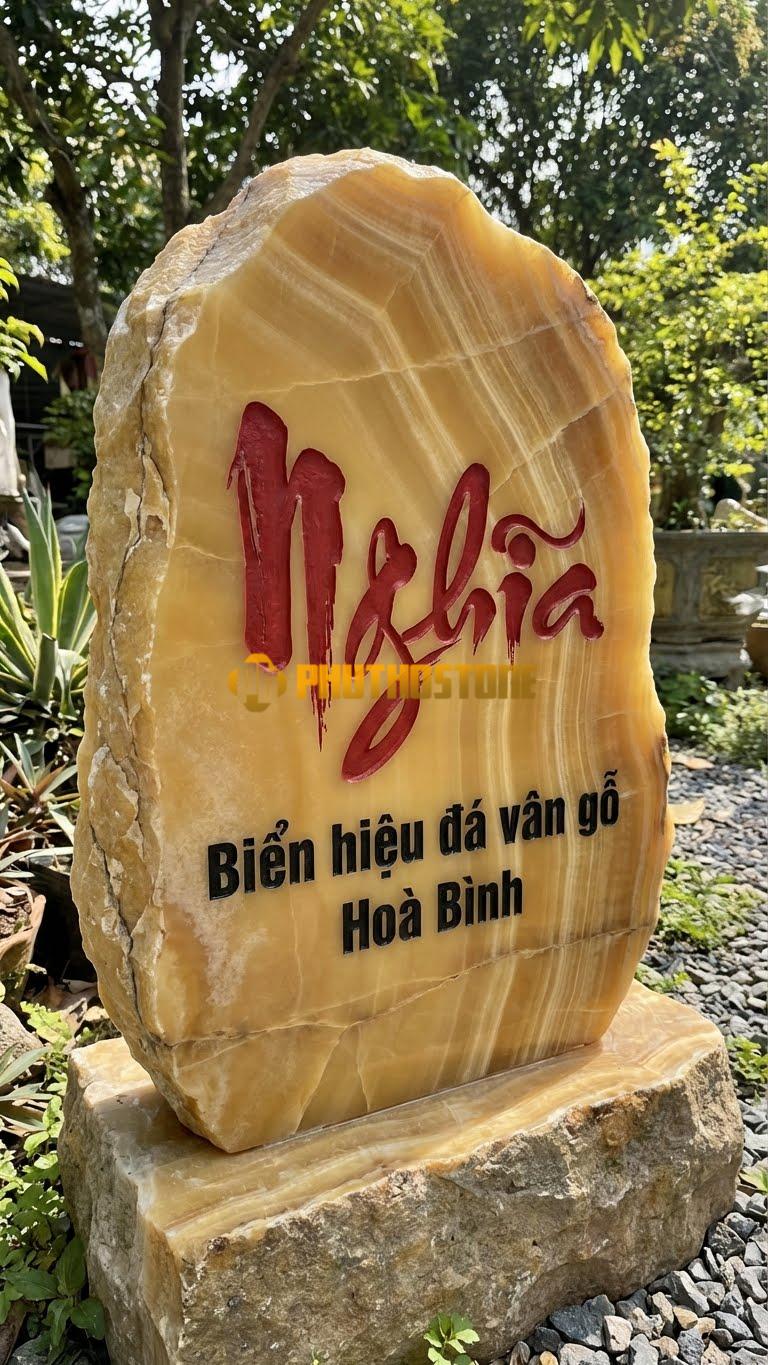 Nghĩa
PHUTHOSTONE
Biển hiệu đá vân gỗ
Hoà Bình